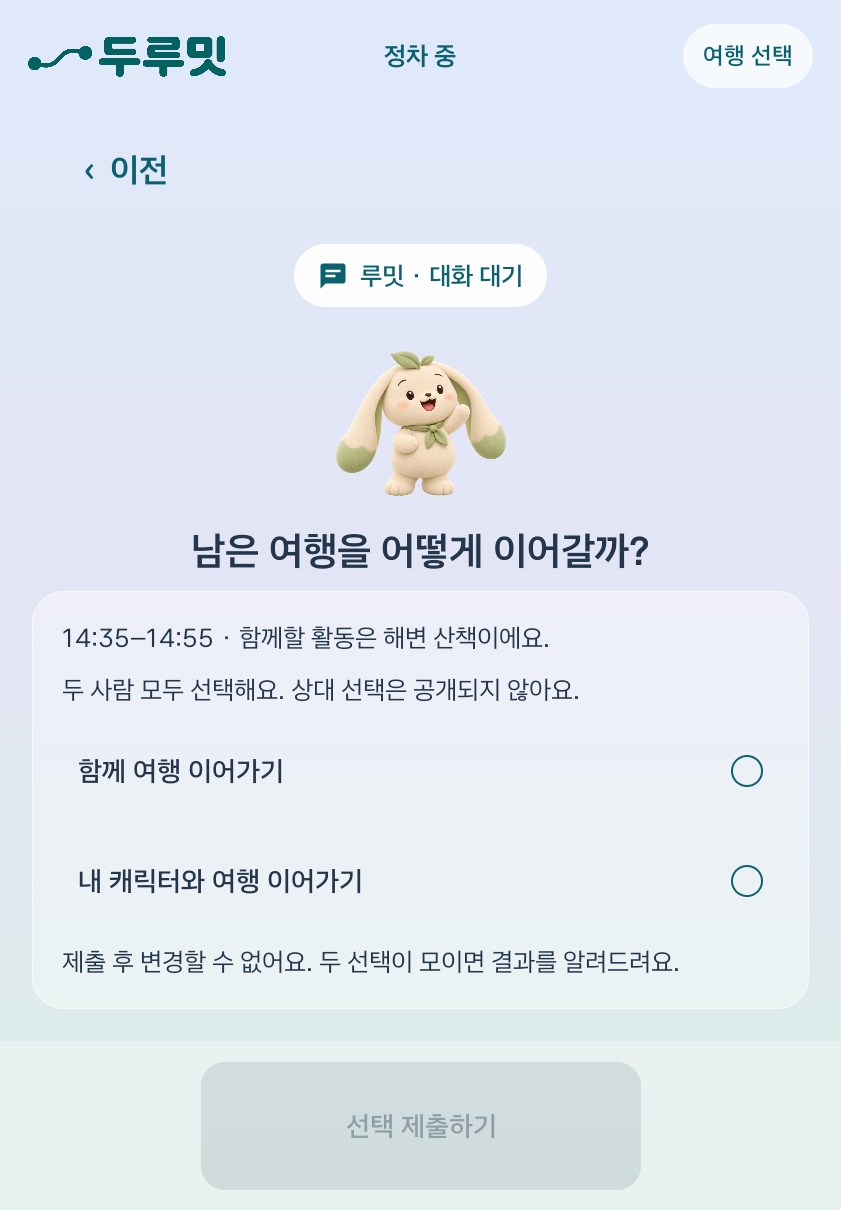 두루밋
정차 중
여행 선택
‹ 이전
루밋 · 대화 대기
남은 여행을 어떻게 이어갈까?
14:35–14:55 · 함께할 활동은 해변 산책이에요.
두 사람 모두 선택해요. 상대 선택은 공개되지 않아요.
함께 여행 이어가기
내 캐릭터와 여행 이어가기
제출 후 변경할 수 없어요. 두 선택이 모이면 결과를 알려드려요.
선택 제출하기